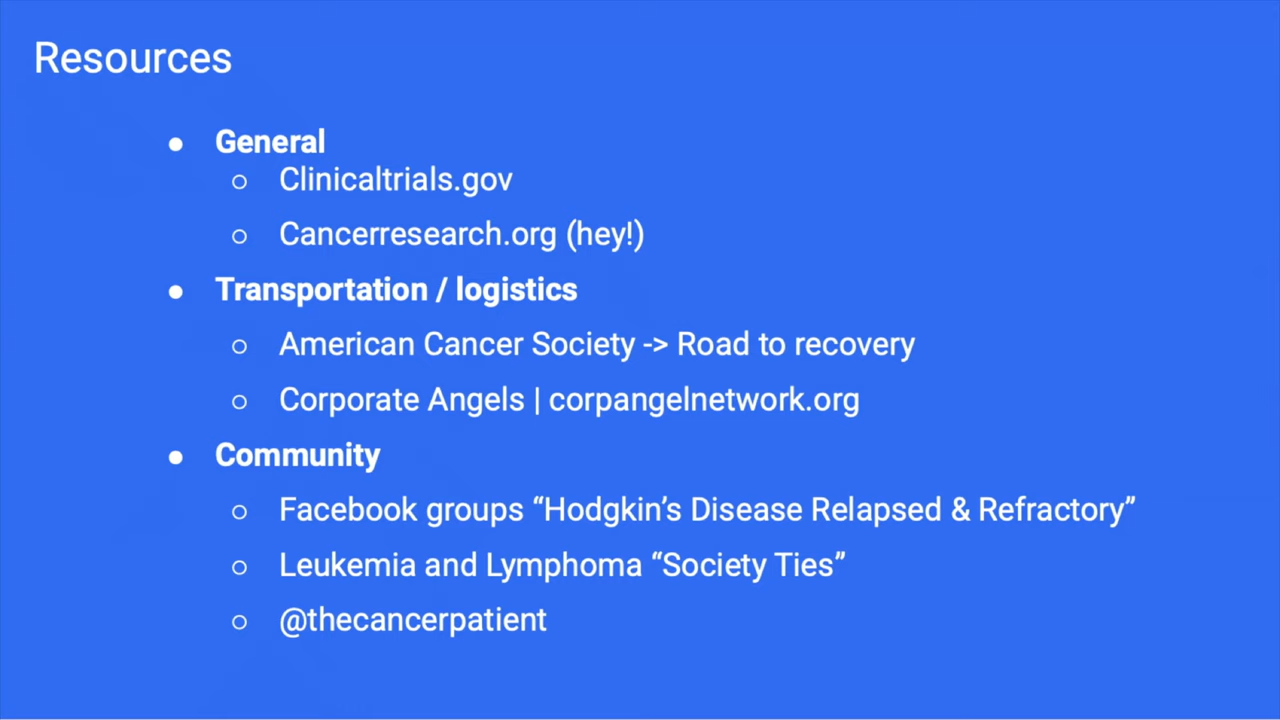 Resources
● General
○ Clinicaltrials.gov
○ Cancerresearch.org (hey!)
● Transportation / logistics
○ American Cancer Society -> Road to recovery
○ Corporate Angels | corpangelnetwork.org
● Community
○ Facebook groups “Hodgkin’s Disease Relapsed & Refractory”
○ Leukemia and Lymphoma “Society Ties”
○ @thecancerpatient